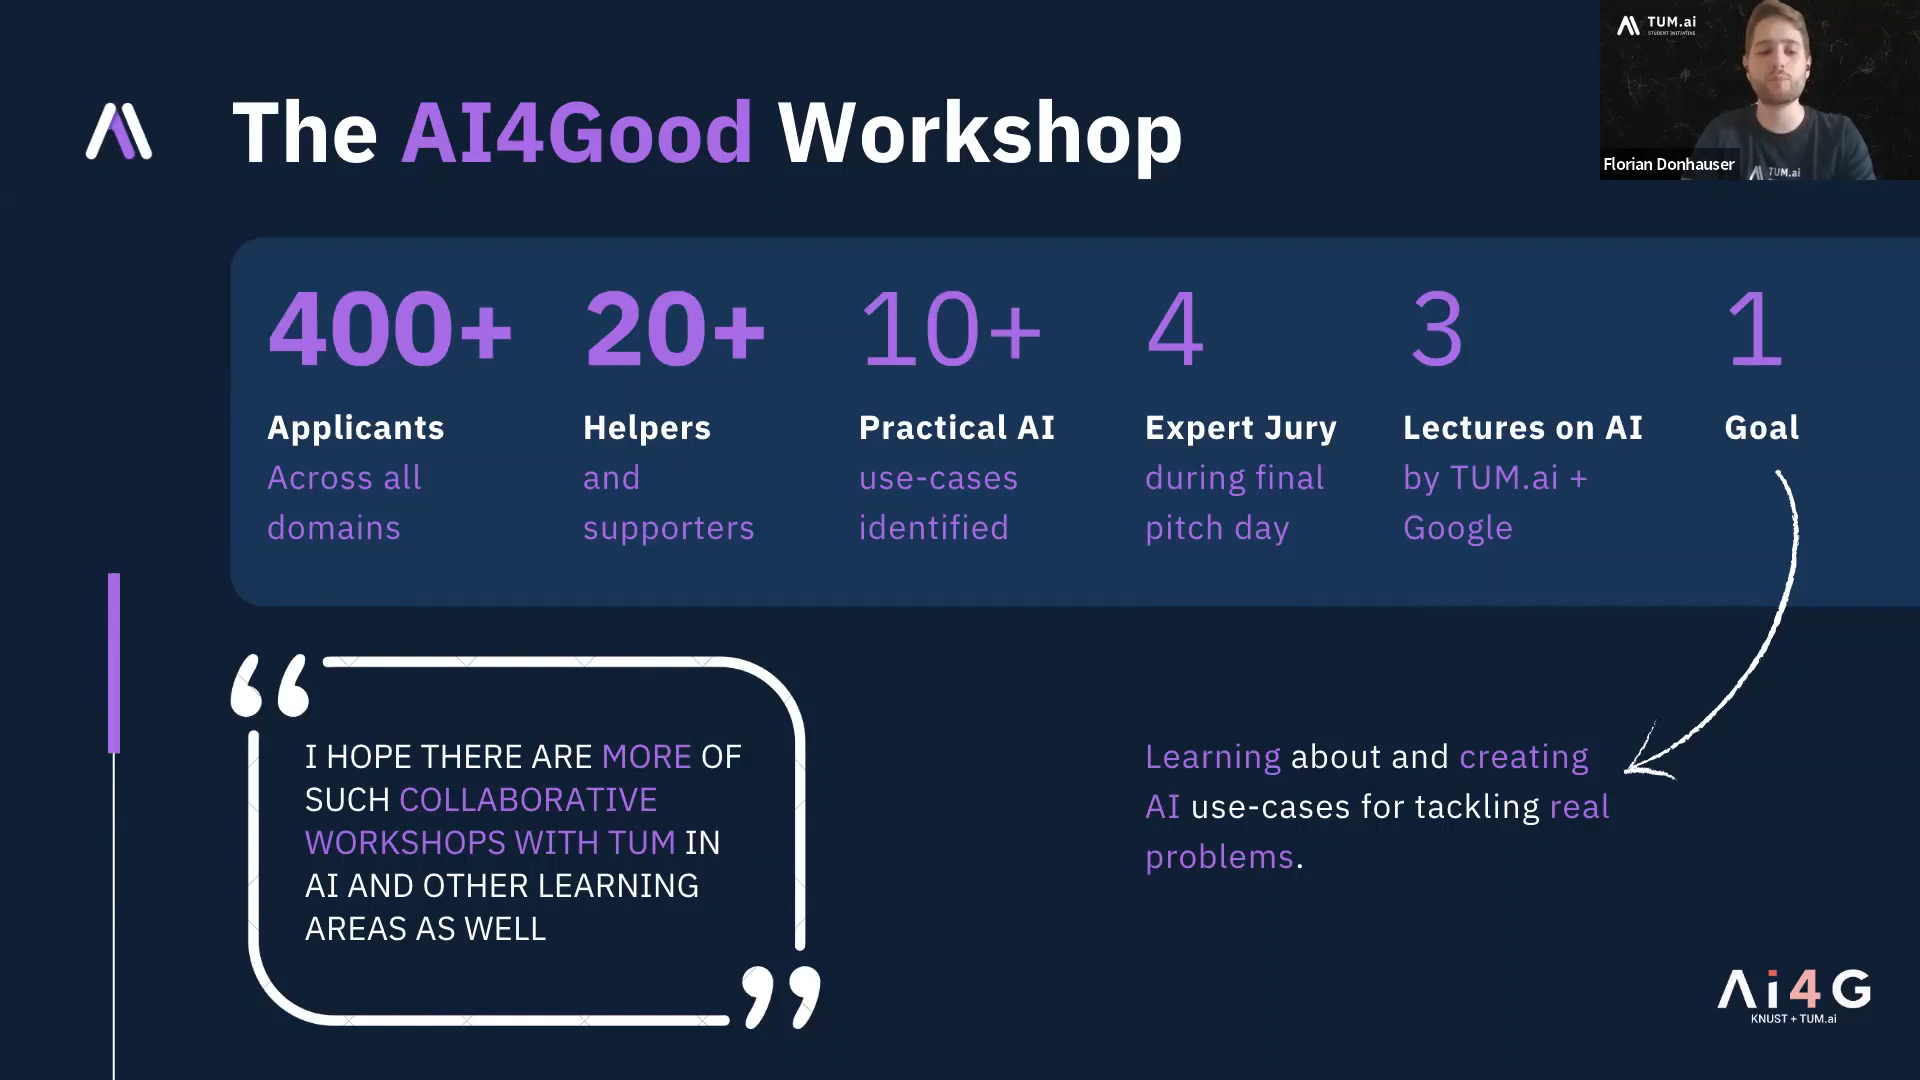 TUM.ai
STUDENT INITIATIVE
Florian Donhauser
TUM.ai
The AI4Good Workshop
400+
Applicants
Across all
domains
20+
Helpers
and
supporters
10+
Practical AI
use-cases
identified
4
Expert Jury
during final
pitch day
3
Lectures on AI
by TUM.ai +
Google
1
Goal
“
I HOPE THERE ARE MORE OF
SUCH COLLABORATIVE
WORKSHOPS WITH TUM IN
AI AND OTHER LEARNING
AREAS AS WELL
”
Learning about and creating
AI use-cases for tackling real
problems.
Ai4G
KNUST + TUM.ai